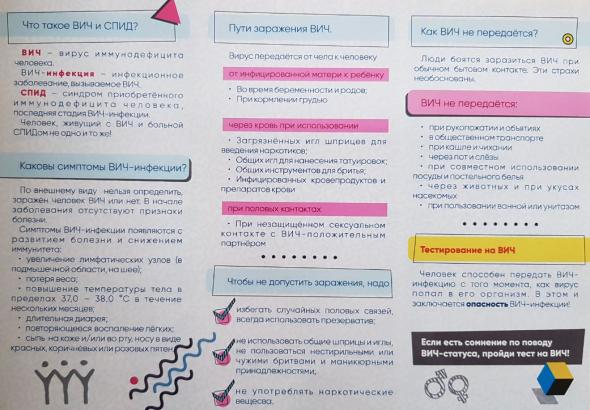 Что такое ВИЧ и СПИД?
ВИЧ – вирус иммунодефицита
человека.
ВИЧ-инфекция – инфекционное
заболевание, вызываемое ВИЧ.
СПИД – синдром приобретённого
иммунодефицита человека,
последняя стадия ВИЧ-инфекции.
Человек, живущий с ВИЧ и больной
СПИДом не одно и то же!
Каковы симптомы ВИЧ-инфекции?
По внешнему виду нельзя определить,
заражен человек ВИЧ или нет. В начале
заболевания отсутствуют признаки
болезни.
Симптомы ВИЧ-инфекции появляются с
развитием болезни и снижением
иммунитета:
• увеличение лимфатических узлов (в
подмышечной области, на шее);
• потеря веса;
• повышение температуры тела в
пределах 37,0 – 38,0 °С в течение
нескольких месяцев;
• длительная диарея;
• повторяющееся воспаление лёгких;
• сыпь на коже и/или во рту, носу в виде
красных, коричневых или розовых пятен.
Пути заражения ВИЧ.
Вирус передаётся от чела к человеку
от инфицированной матери к ребёнку
• Во время беременности и родов;
• При кормлении грудью
через кровь при использовании
• Загрязнённых игл шприцев для
введения наркотиков;
• Общих игл для нанесения татуировок;
• Общих инструментов для бритья;
• Инфицированных кровепродуктов и
препаратов крови
при половых контактах
• При незащищённом сексуальном
контакте с ВИЧ-положительным
партнёром
Чтобы не допустить заражения, надо
избегать случайных половых связей,
всегда использовать презерватив;
не использовать общие шприцы и иглы,
не пользоваться нестирильными или
чужими бритвами и маникюрными
принадлежностями;
не употреблять наркотические
вещества.
Как ВИЧ не передаётся?
Люди боятся заразиться ВИЧ при
обычном бытовом контакте. Эти страхи
необоснованы.
ВИЧ не передаётся:
• при рукопожатии и объятиях
• в общественном транспорте
• при кашле и чихании
• через пот и слёзы
• при совместном использовании
посуды и постельного белья
• через животных и при укусах
насекомых
• при пользовании ванной или унитазом
Тестирование на ВИЧ
Человек способен передать ВИЧ-
инфекцию с того момента, как вирус
попал в его организм. В этом и
заключается опасность ВИЧ-инфекции!
Если есть сомнение по поводу
ВИЧ-статуса, пройди тест на ВИЧ!